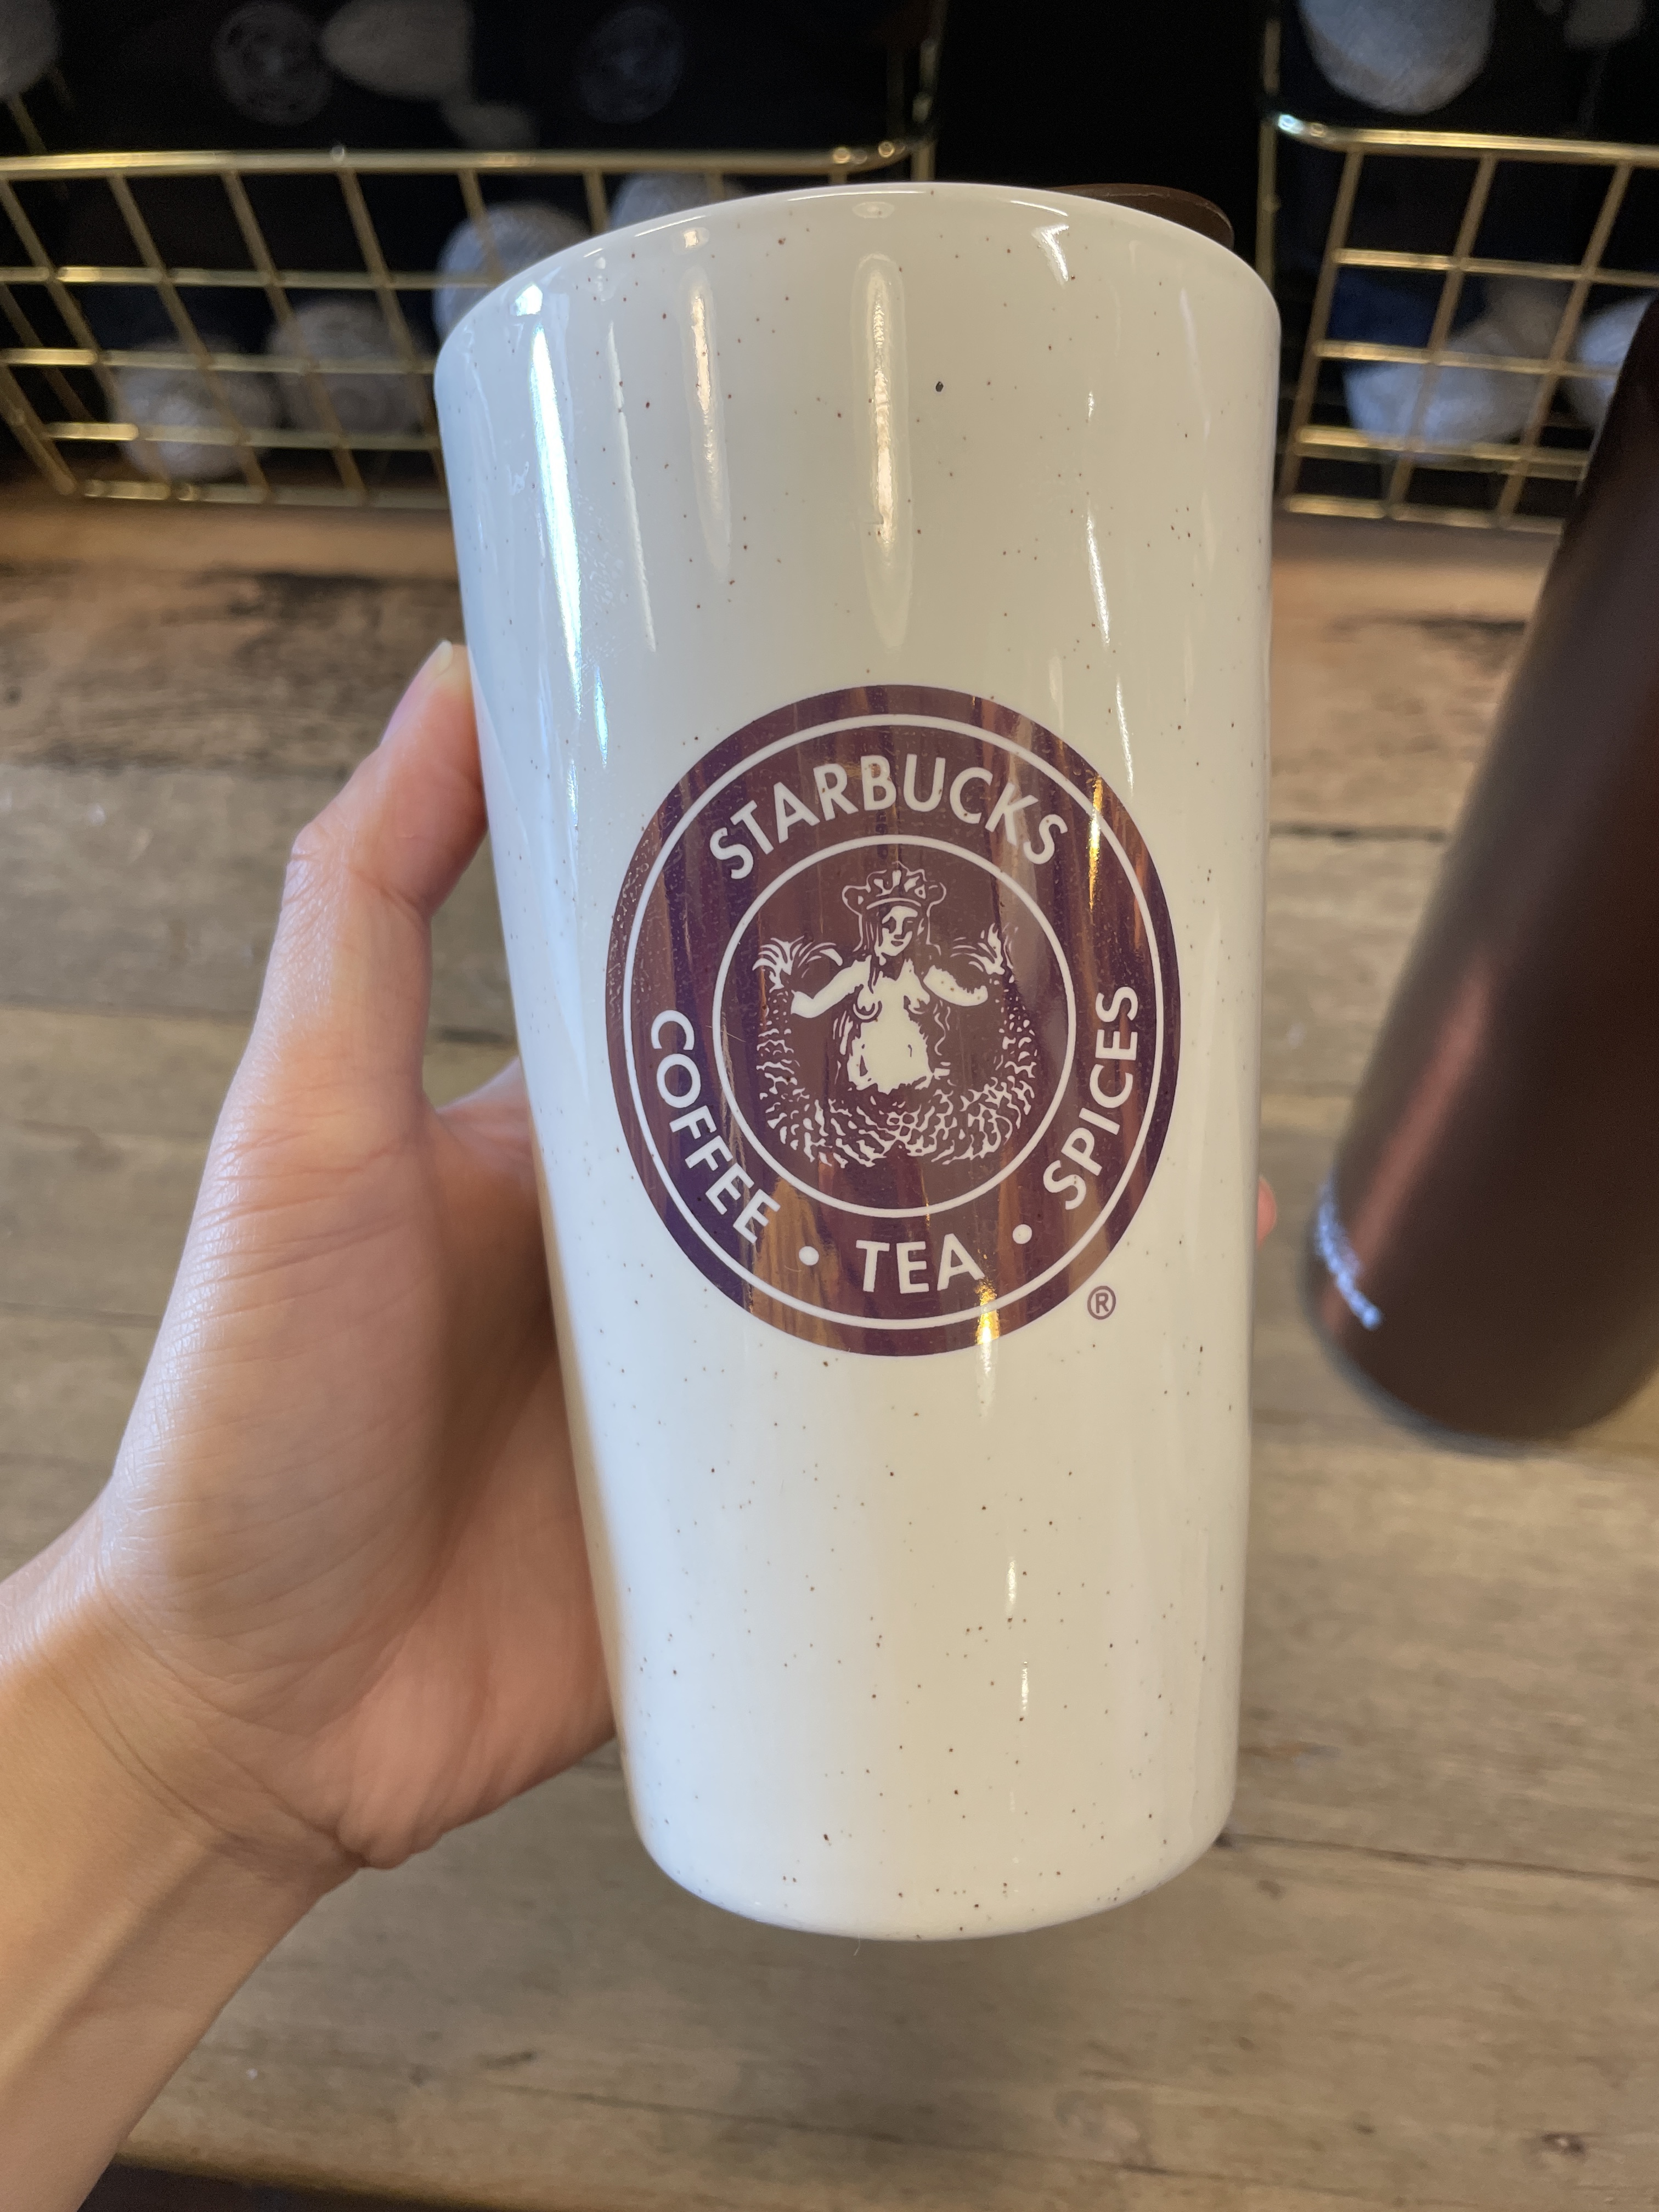 STARBUCKS
COFFEE • TEA • SPICES
®